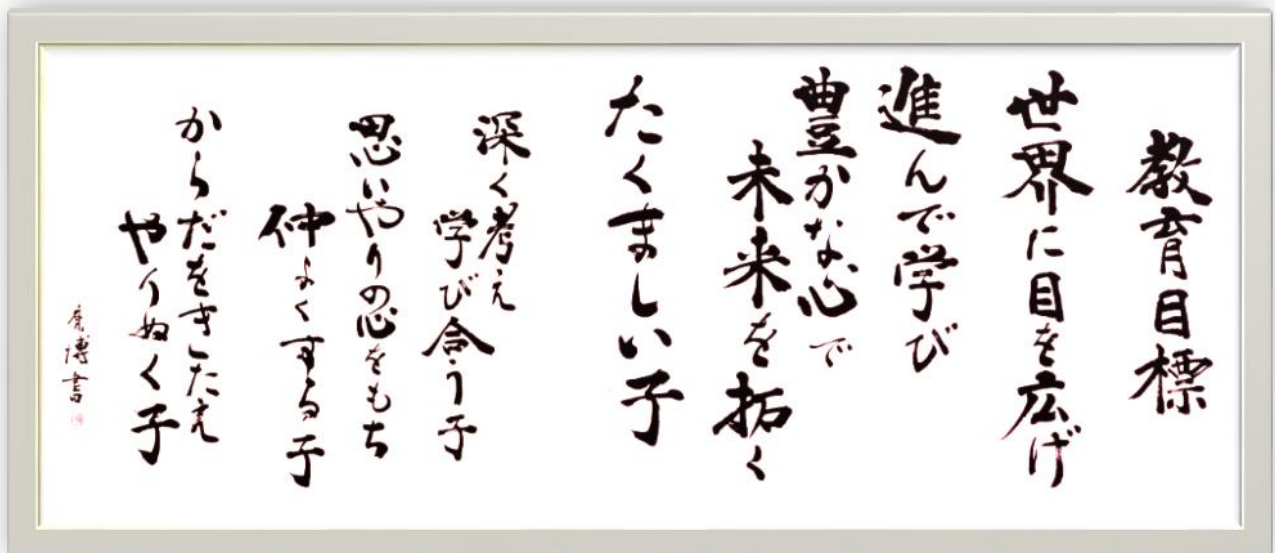 教育目標
世界に目を広げ
進んで学び
豊かな心で
未来を拓く
たくましい子
深く考え
学び合う子
思いやりの心をもち
仲よくする子
からだをきたえ
やりぬく子
博書